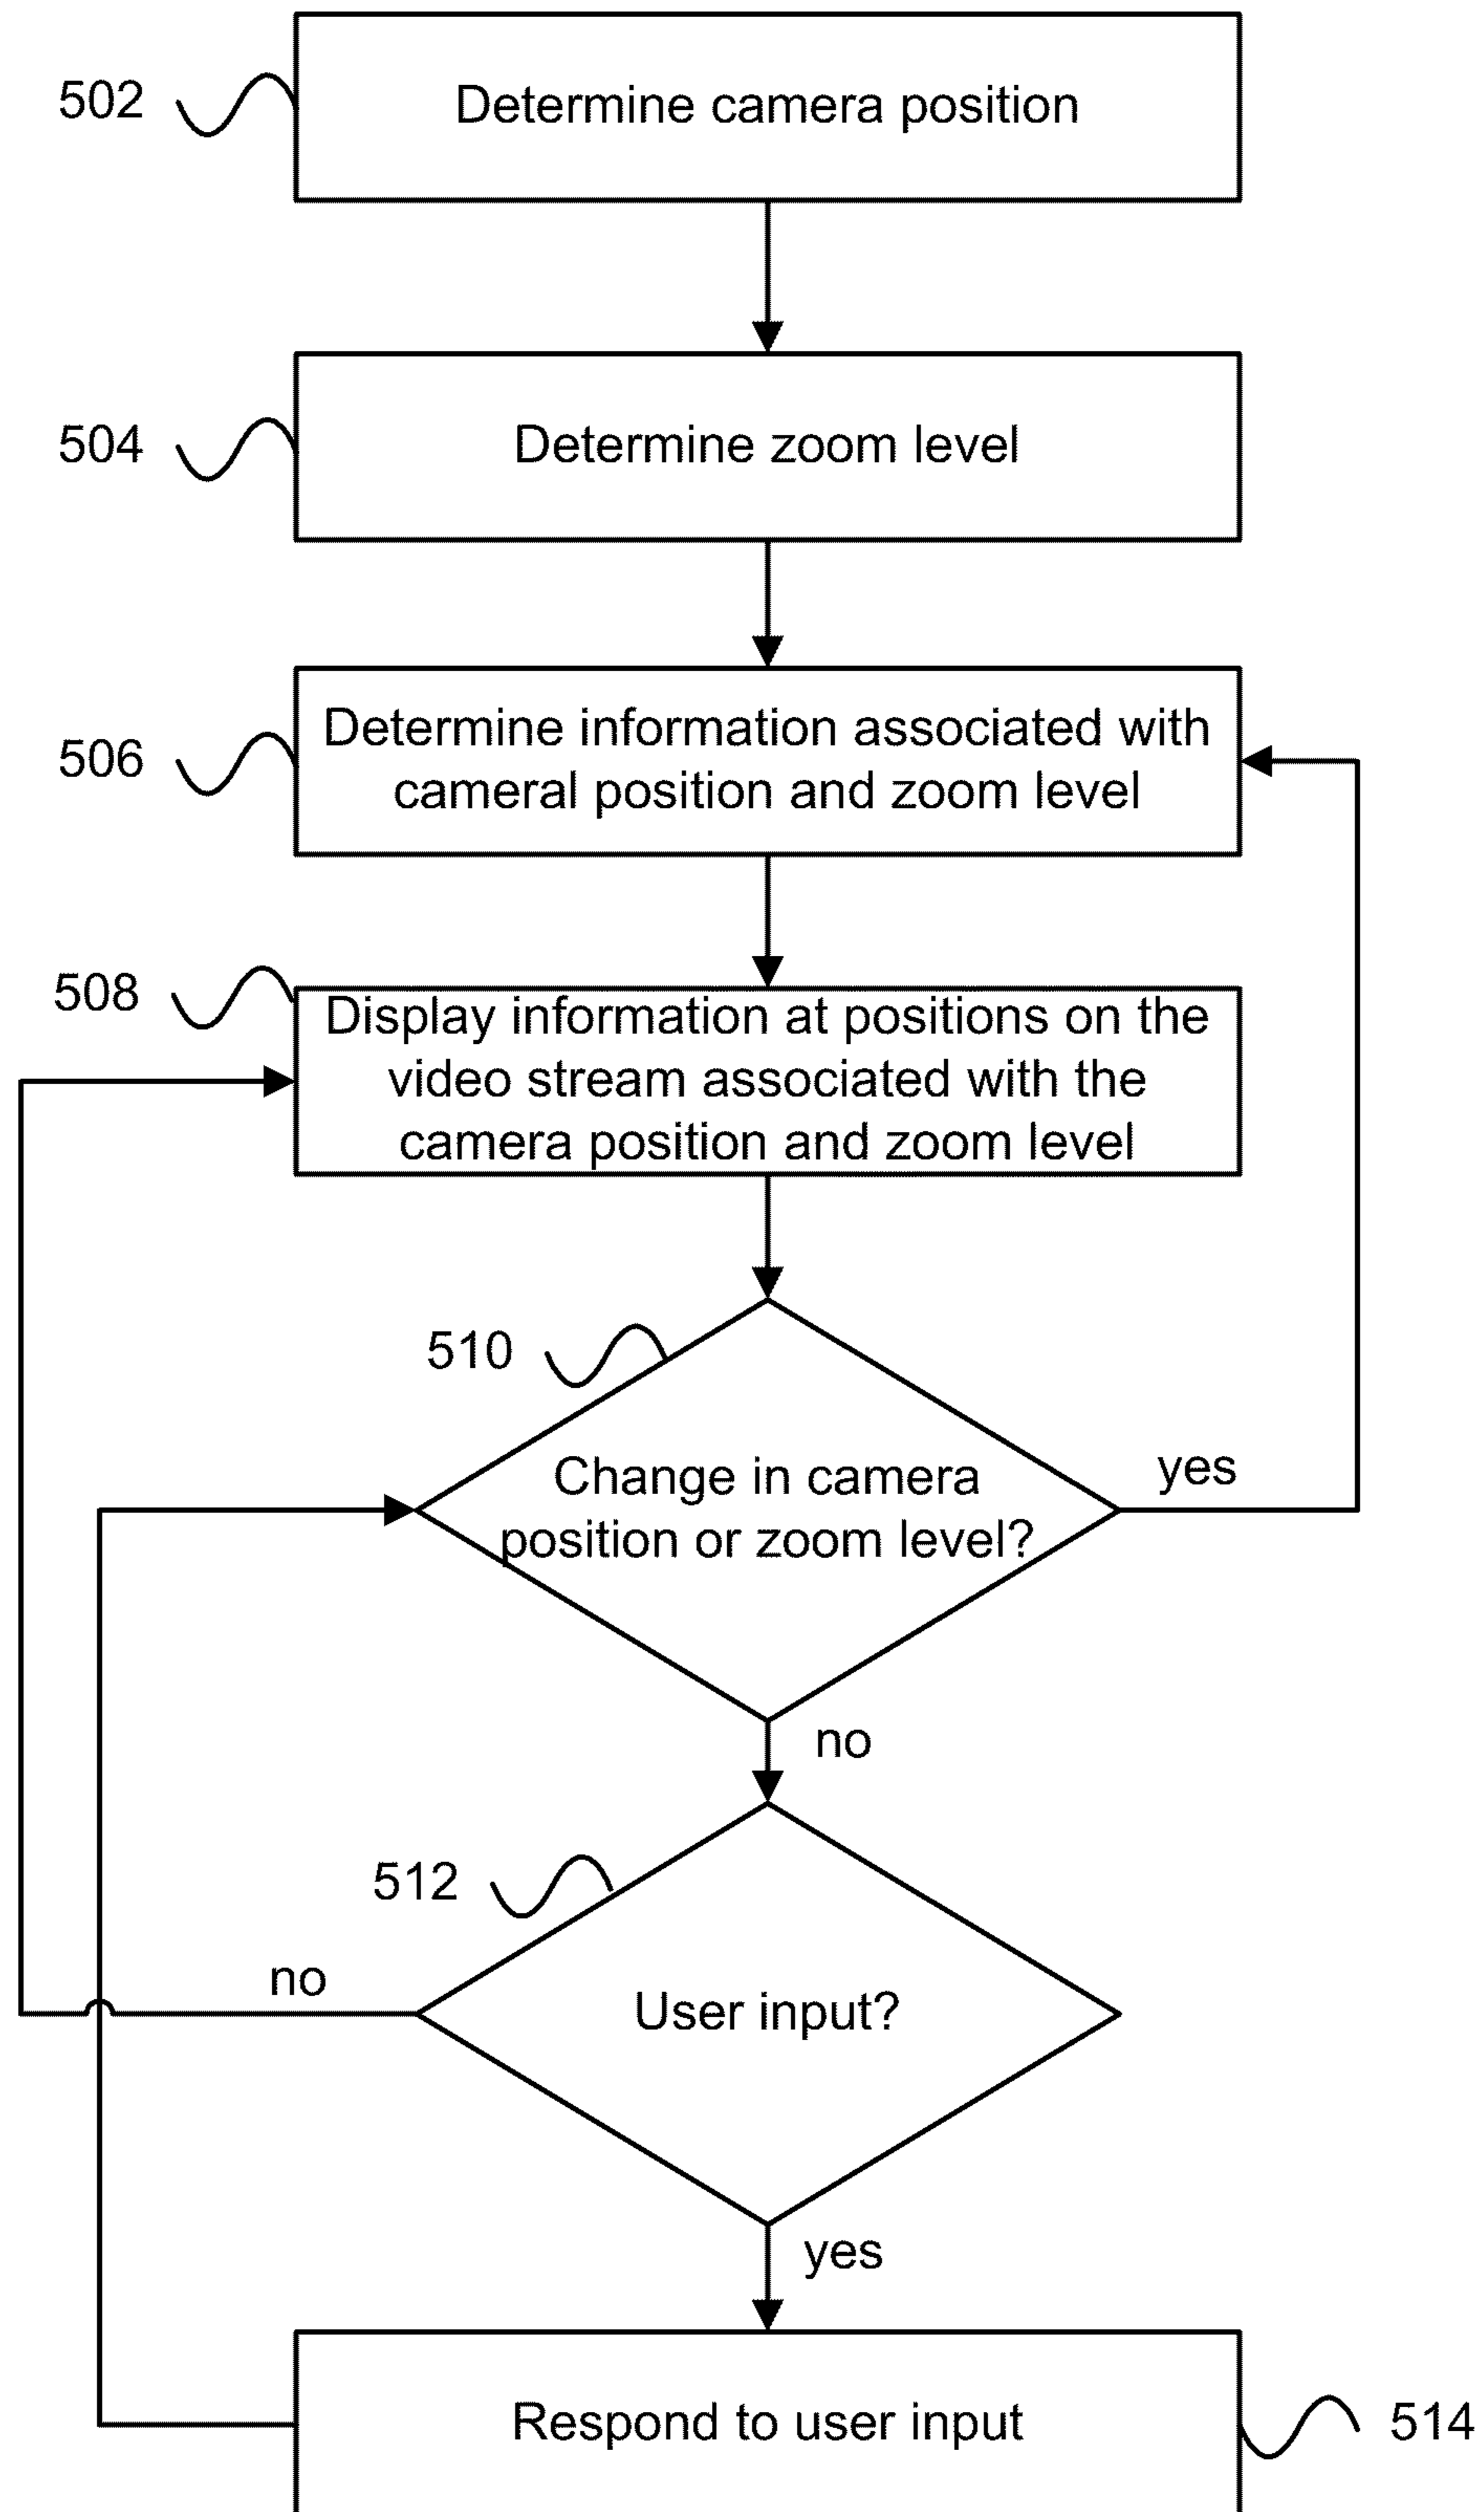 502
Determine camera position
504
Determine zoom level
506
Determine information associated with
cameral position and zoom level
508
Display information at positions on the
video stream associated with the
camera position and zoom level
510
Change in camera
position or zoom level?
yes
no
512
no
User input?
yes
Respond to user input
514